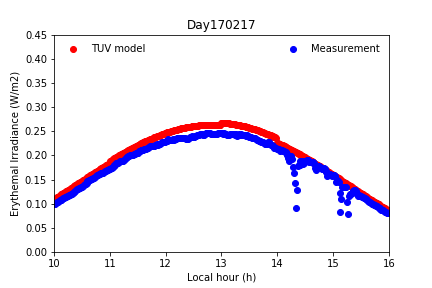 Day170217
TUV model
Measurement
Erythemal Irradiance (W/m2)
0.45
0.40
0.35
0.30
0.25
0.20
0.15
0.10
0.05
0.00
10 11 12 13 14 15 16
Local hour (h)